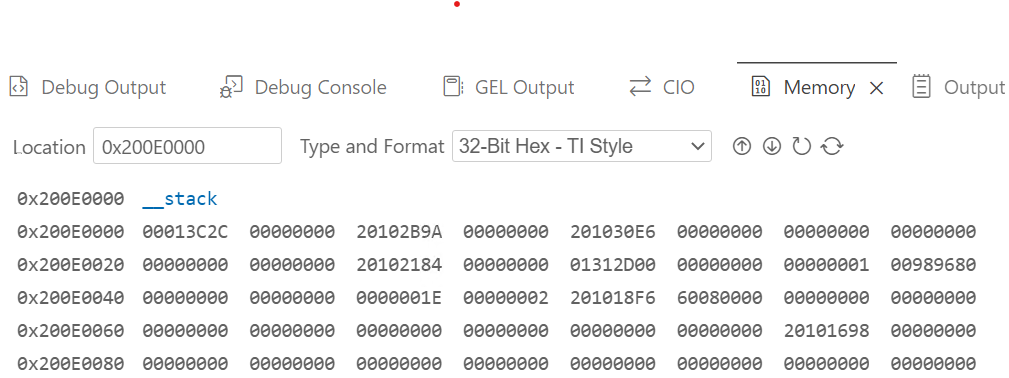 Debug Output Debug Console GEL Output CIO Memory Output
Location 0x200E0000 Type and Format 32-Bit Hex - TI Style
0x200E0000 __stack
0x200E0000 00013C2C 00000000 20102B9A 00000000 201030E6 00000000 00000000 00000000
0x200E0020 00000000 00000000 20102184 00000000 01312D00 00000000 00000001 00989680
0x200E0040 00000000 00000000 0000001E 00000002 201018F6 60080000 00000000 00000000
0x200E0060 00000000 00000000 00000000 00000000 00000000 00000000 20101698 00000000
0x200E0080 00000000 00000000 00000000 00000000 00000000 00000000 00000000 00000000